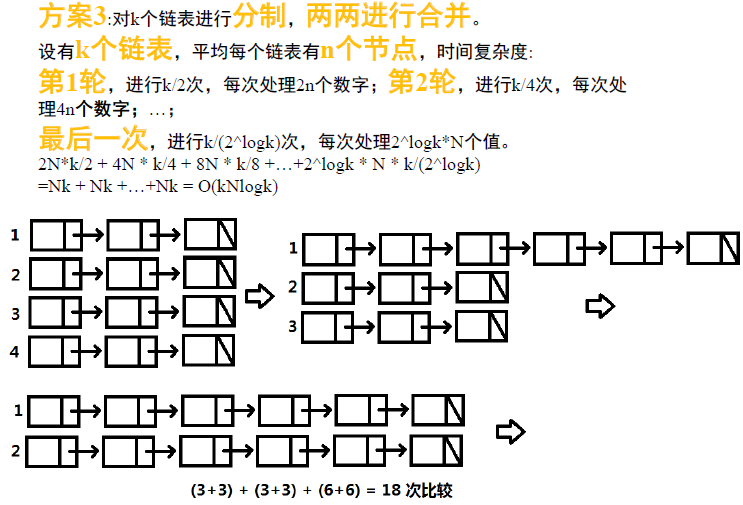 方案3:对k个链表进行分制，两两进行合并。
设有k个链表，平均每个链表有n个节点，时间复杂度:
第1轮，进行k/2次，每次处理2n个数字；第2轮，进行k/4次，每次处
理4n个数字；…；
最后一次，进行k/(2^logk)次，每次处理2^logk*N个值。
2N*k/2 + 4N * k/4 + 8N * k/8 +…+2^logk * N * k/(2^logk)
=Nk + Nk +…+Nk = O(kNlogk)
1
2
3
4
1
2
3
1
2
(3+3) + (3+3) + (6+6) = 18 次比较